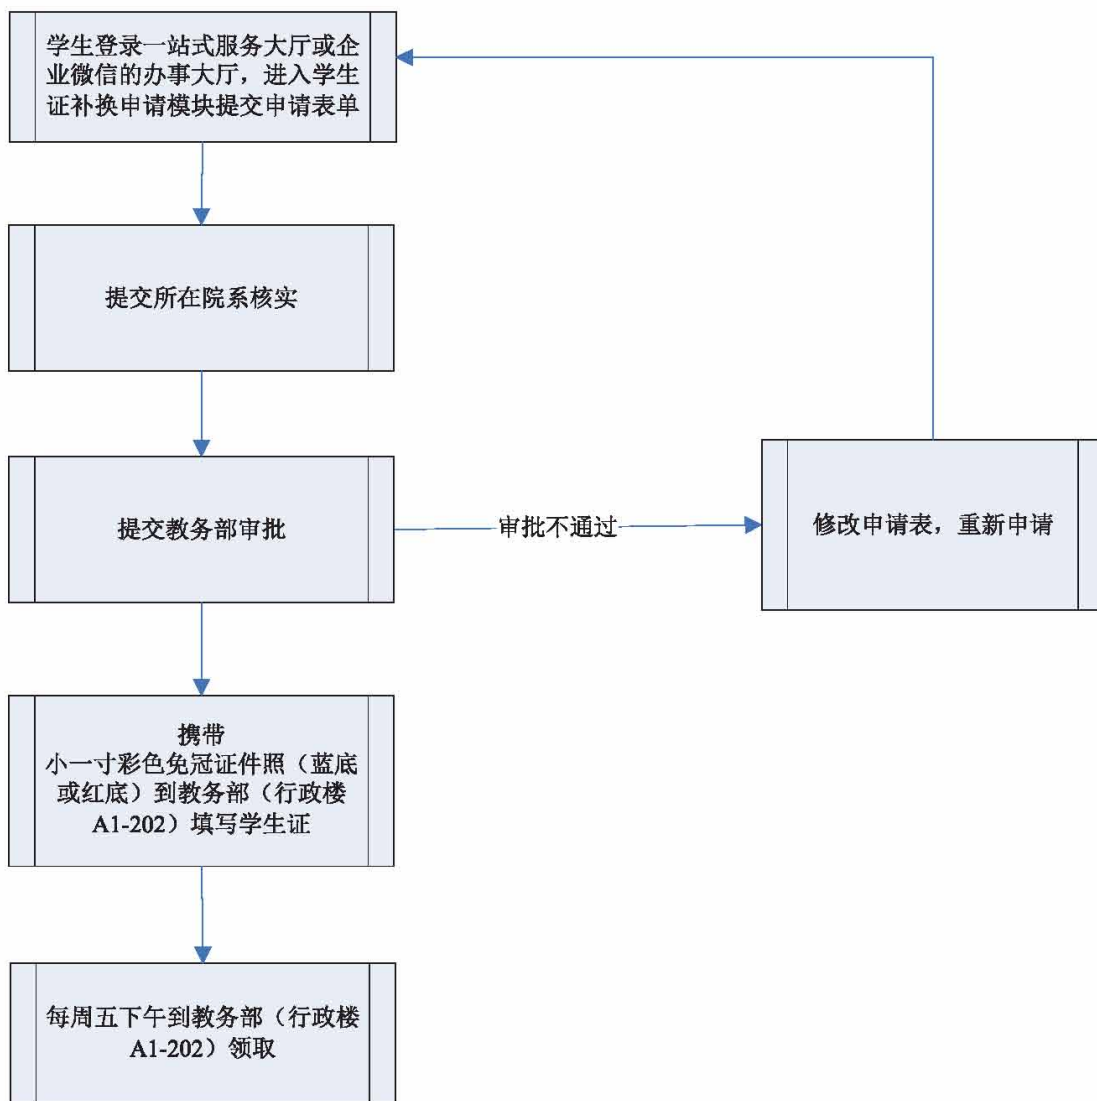 学生登录一站式服务大厅或企
业微信的办事大厅，进入学生
证补换申请模块提交申请表单
提交所在院系核实
提交教务部审批
审批不通过
修改申请表，重新申请
携带
小一寸彩色免冠证件照（蓝底
或红底）到教务部（行政楼
A1-202）填写学生证
每周五下午到教务部（行政楼
A1-202）领取